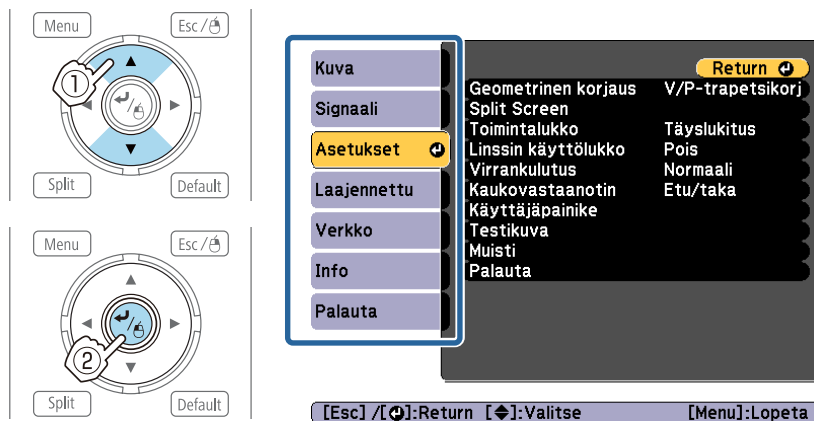 Menu
Esc /
1
Split
Default
Menu
Esc /
2
Split
Default
Kuva
Signaali
Asetukset
Laajennettu
Verkko
Info
Palauta
Return
Geometrinen korjaus V/P-trapetsikorj
Split Screen
Toimintalukko Täyslukitus
Linssin käyttölukko Pois
Virrankulutus Normaali
Kaukovastaanotin Etu/taka
Käyttäjäpainike
Testikuva
Muisti
Palauta
[Esc] /[ ]:Return [ ]:Valitse [Menu]:Lopeta